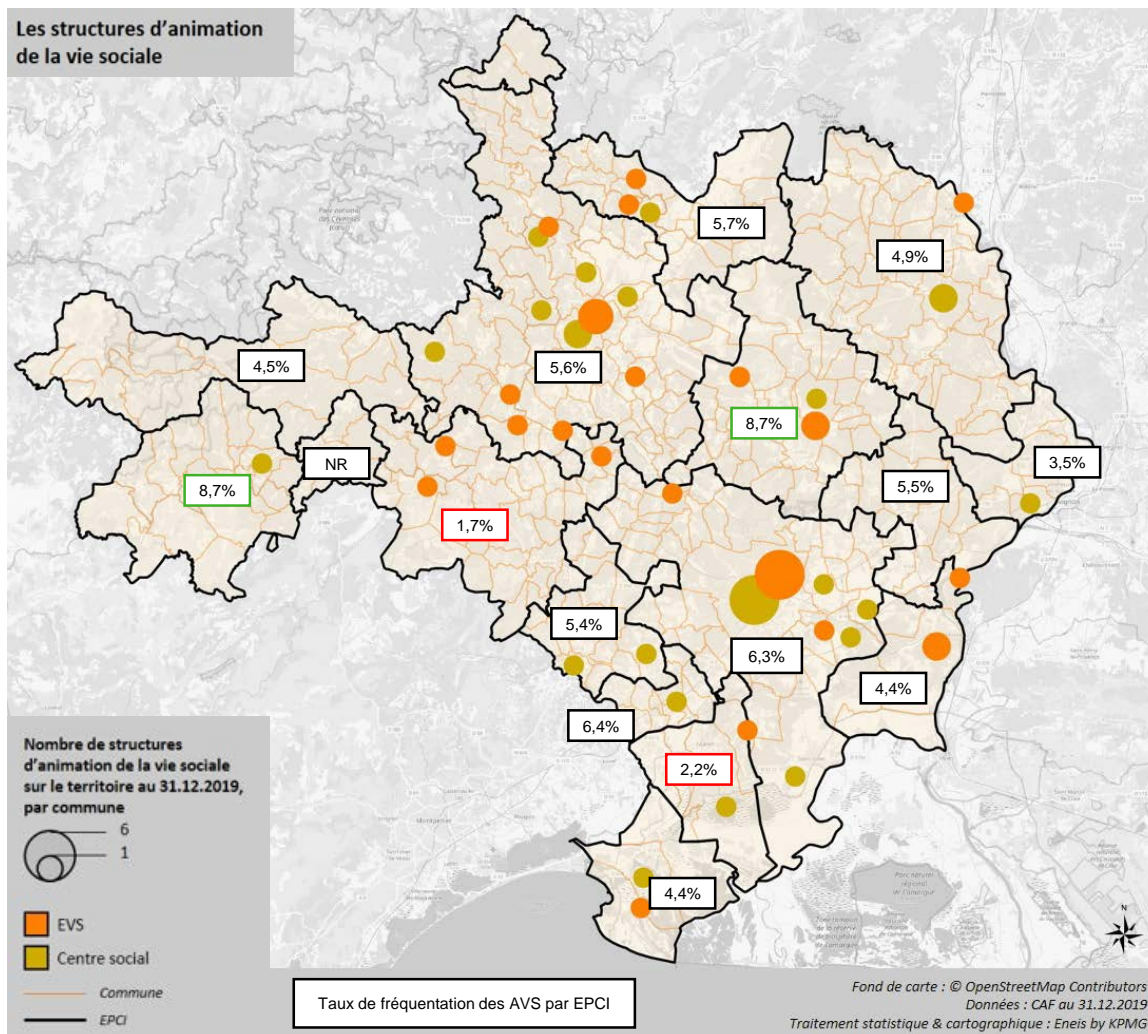 Les structures d'animation
de la vie sociale
5,7%
4,9%
4,5%
5,6%
8,7%
NR
3,5%
8,7%
5,5%
1,7%
5,4%
6,3%
4,4%
6,4%
2,2%
4,4%
Nombre de structures
d'animation de la vie sociale
sur le territoire au 31.12.2019,
par commune
6
1
EVS
Centre social
Commune
EPCI
Taux de fréquentation des AVS par EPCI
N
Fond de carte : © OpenStreetMap Contributors
Données : CAF au 31.12.2019
Traitement statistique & cartographique : Eneis by KPMG